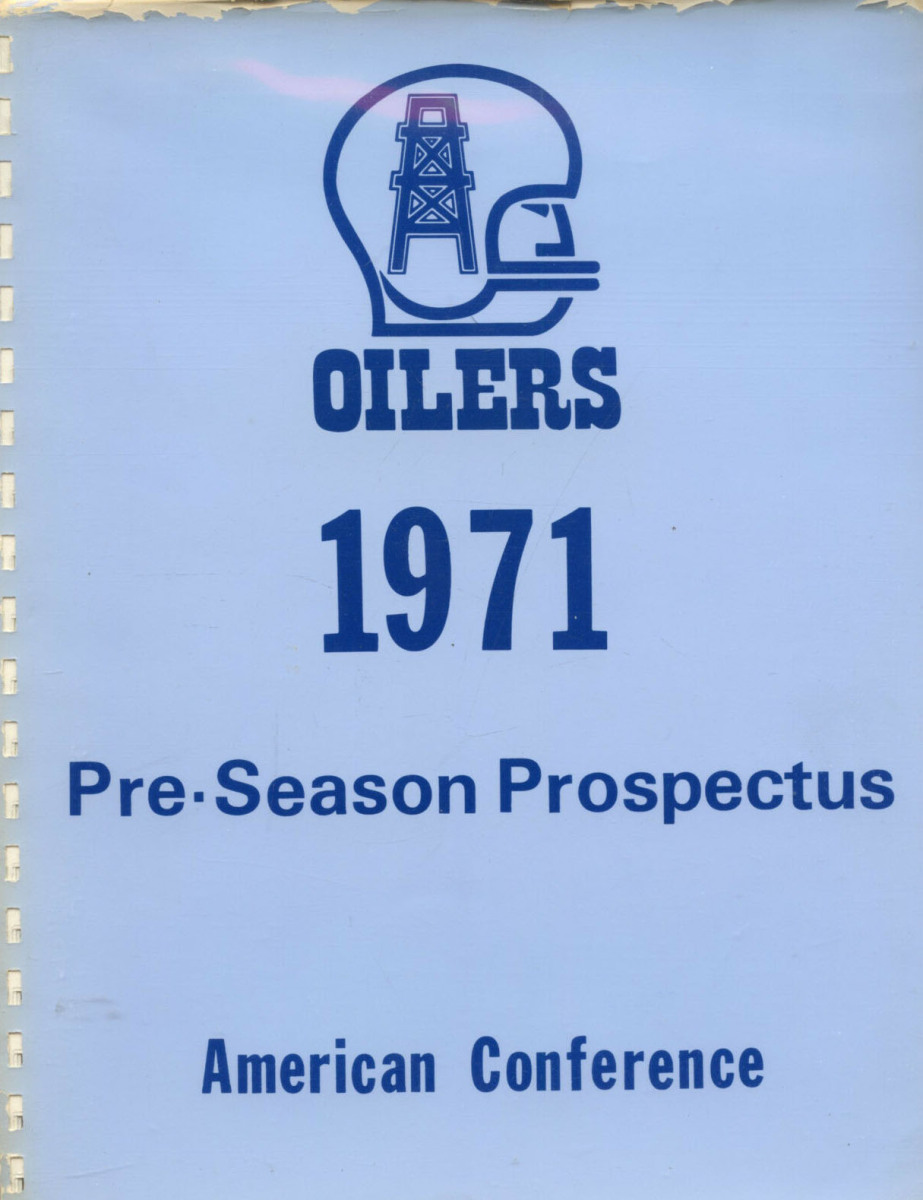 OILERS
1971
Pre-Season Prospectus
American Conference